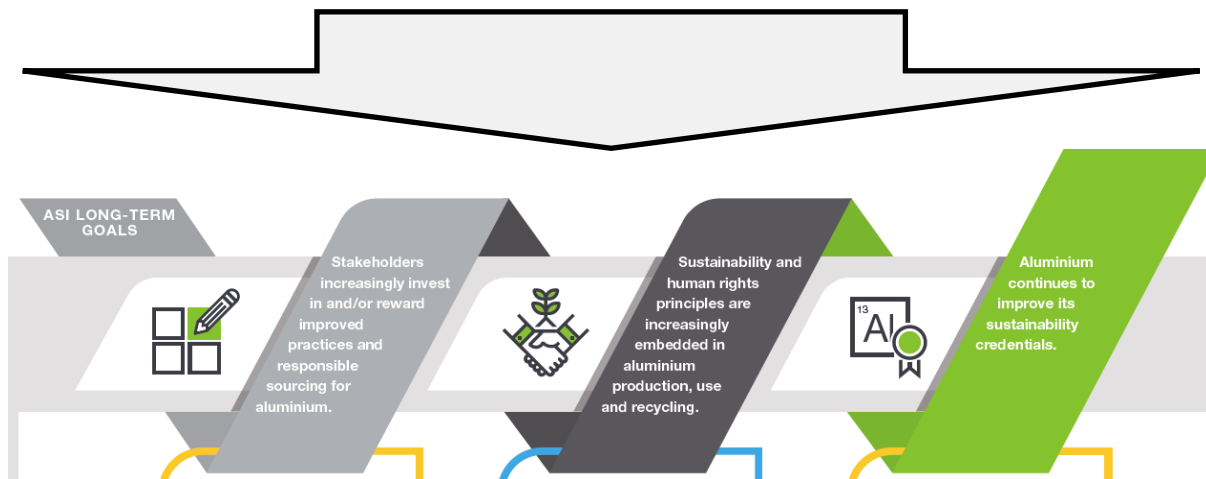 ASI LONG-TERM
GOALS
Stakeholders
increasingly invest
in and/or reward
improved
practices and
responsible
sourcing for
aluminium.
Sustainability and
human rights
principles are
increasingly
embedded in
aluminium
production, use
and recycling.
13
Al
Aluminium
continues to
improve its
sustainability
credentials.